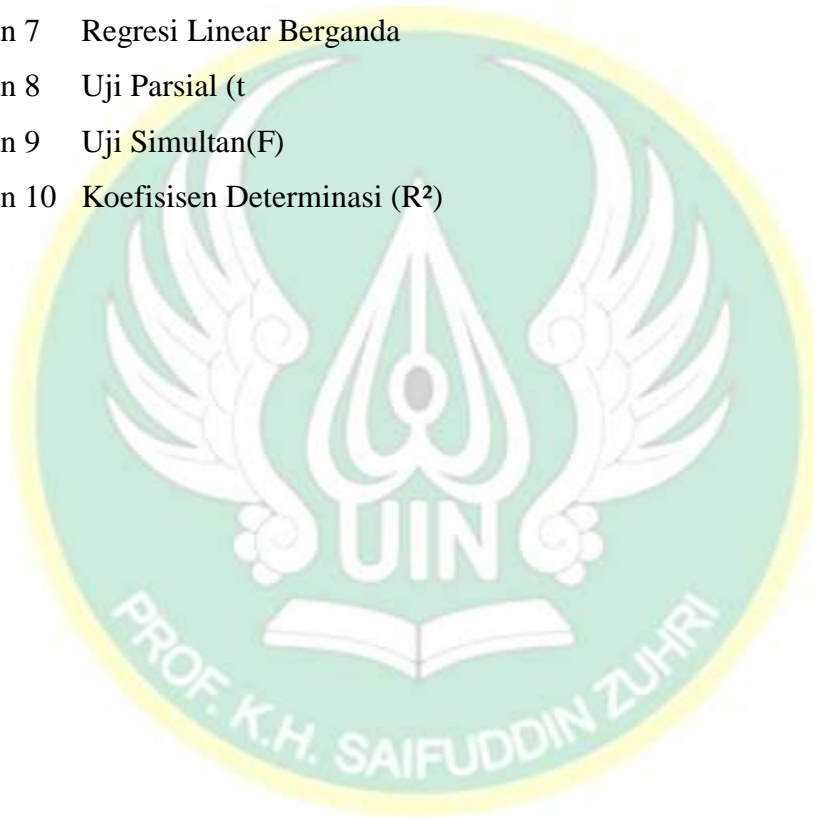 n 7 Regresi Linear Berganda
n 8 Uji Parsial (t
n 9 Uji Simultan(F)
n 10 Koefisisen Determinasi (R²)
UIN
PROF. K.H. SAIFUDDIN ZUHRI